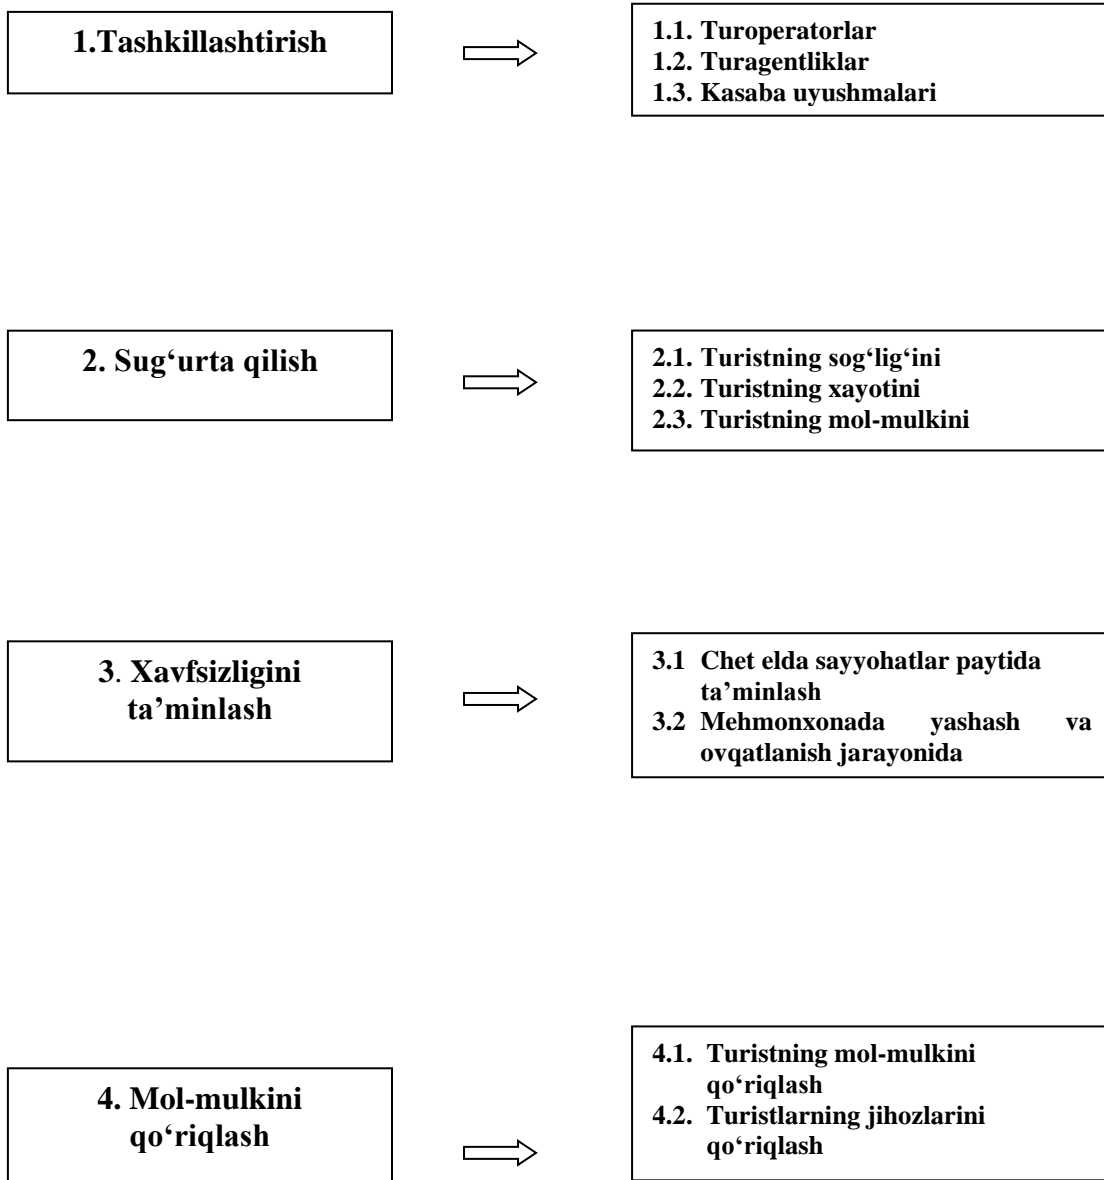 1.Tashkillashtirish
1.1. Turoperatorlar
1.2. Turagentliklar
1.3. Kasaba uyushmalari
2. Sug‘urta qilish
2.1. Turistning sog‘lig‘ini
2.2. Turistning xayotini
2.3. Turistning mol-mulkini
3. Xavfsizligini
ta’minlash
3.1 Chet elda sayyohatlar paytida
ta’minlash
3.2 Mehmonxonada yashash va
ovqatlanish jarayonida
4. Mol-mulkini
qo‘riqlash
4.1. Turistning mol-mulkini
qo‘riqlash
4.2. Turistlarning jihozlarini
qo‘riqlash